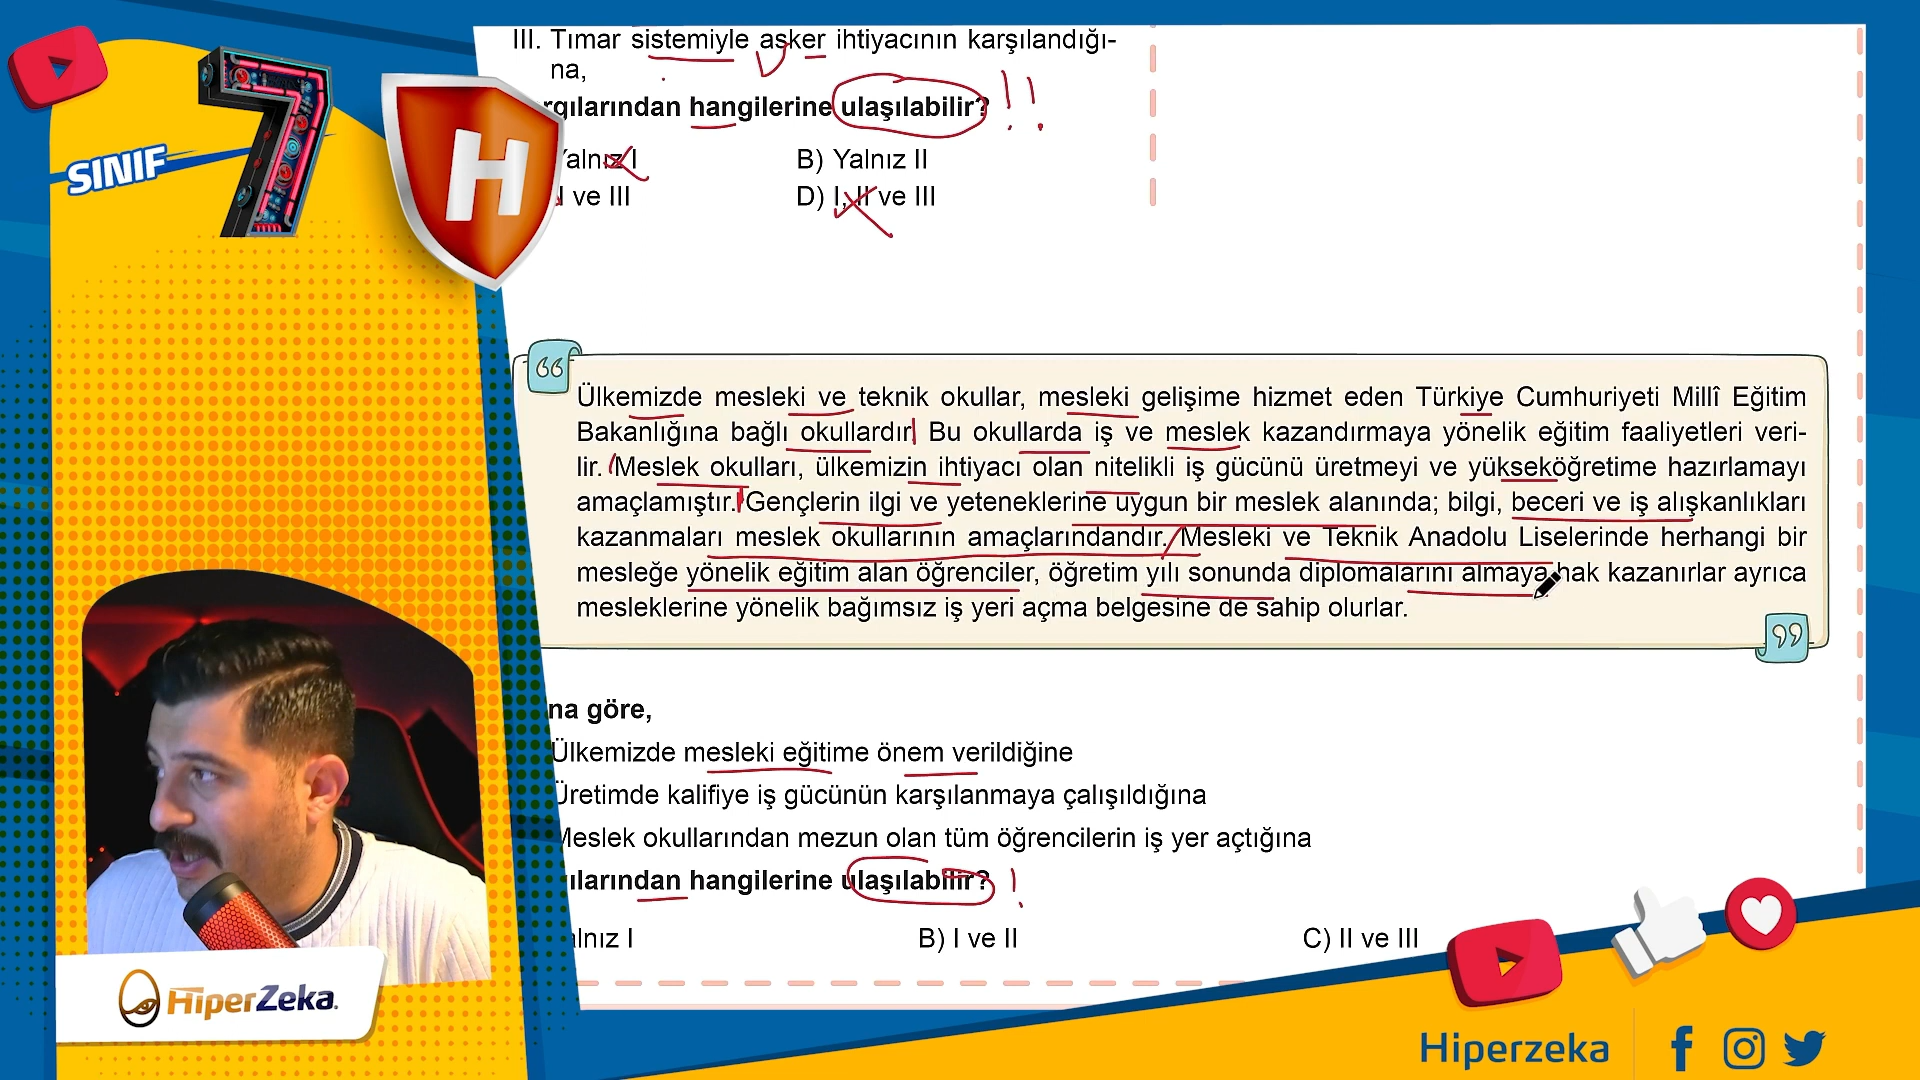 III. Tımar sistemiyle asker ihtiyacının karşılandığı-
na,
rgılarından hangilerine ulaşılabilir?
Yalnız I
B) Yalnız II
ve III
D) I, II ve III
SINIF 7
H
Ülkemizde mesleki ve teknik okullar, mesleki gelişime hizmet eden Türkiye Cumhuriyeti Millî Eğitim
Bakanlığına bağlı okullardır. Bu okullarda iş ve meslek kazandırmaya yönelik eğitim faaliyetleri veri-
lir. Meslek okulları, ülkemizin ihtiyacı olan nitelikli iş gücünü üretmeyi ve yükseköğretime hazırlamayı
amaçlamıştır. Gençlerin ilgi ve yeteneklerine uygun bir meslek alanında; bilgi, beceri ve iş alışkanlıkları
kazanmaları meslek okullarının amaçlarındandır. Mesleki ve Teknik Anadolu Liselerinde herhangi bir
mesleğe yönelik eğitim alan öğrenciler, öğretim yılı sonunda diplomalarını almaya hak kazanırlar ayrıca
mesleklerine yönelik bağımsız iş yeri açma belgesine de sahip olurlar.
na göre,
Ülkemizde mesleki eğitime önem verildiğine
Üretimde kalifiye iş gücünün karşılanmaya çalışıldığına
Meslek okullarından mezun olan tüm öğrencilerin iş yer açtığına
ılarından hangilerine ulaşılabilir?
alnız I
B) I ve II
C) II ve III
HiperZeka.
Hiperzeka